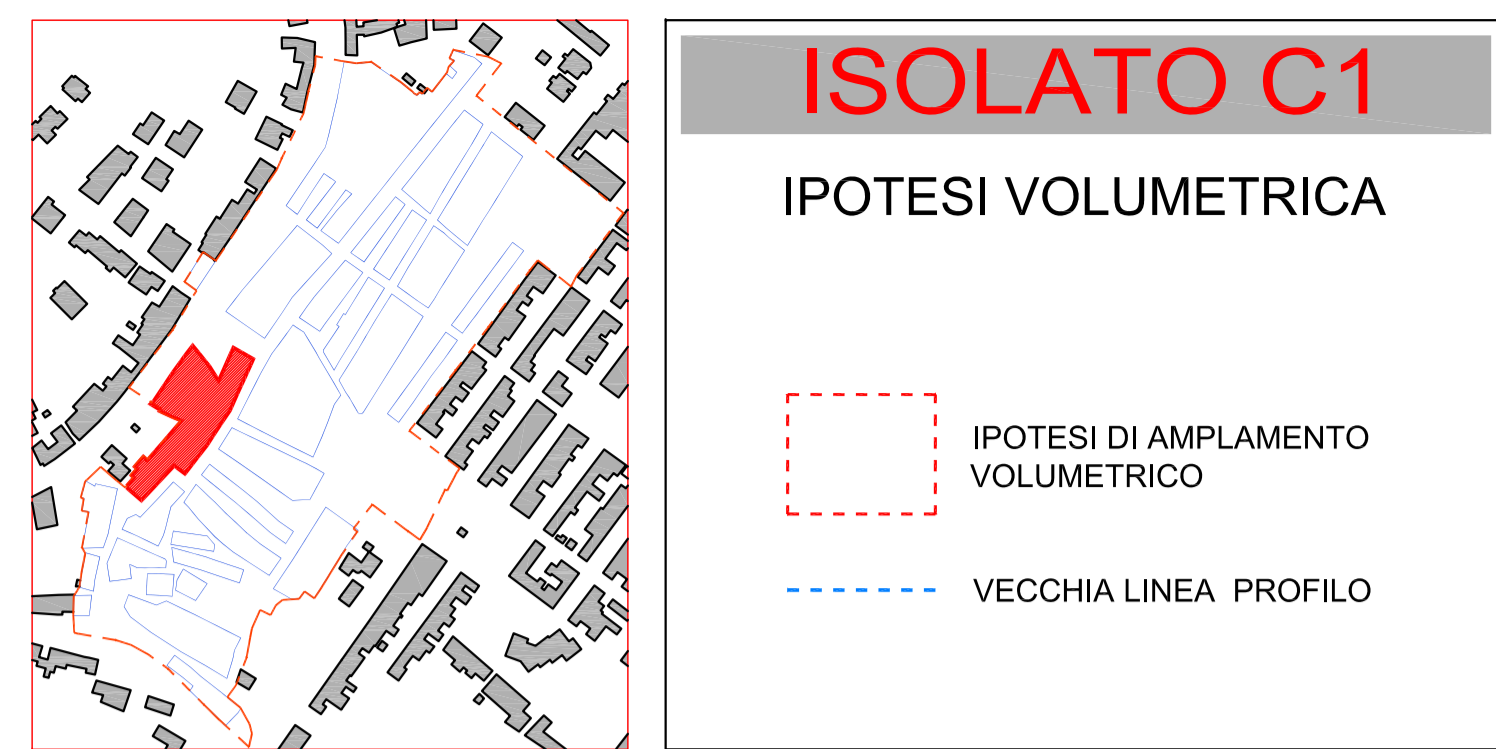 ISOLATO C1
IPOTESI VOLUMETRICA
IPOTESI DI AMPLAMENTO
VOLUMETRICO
VECCHIA LINEA PROFILO